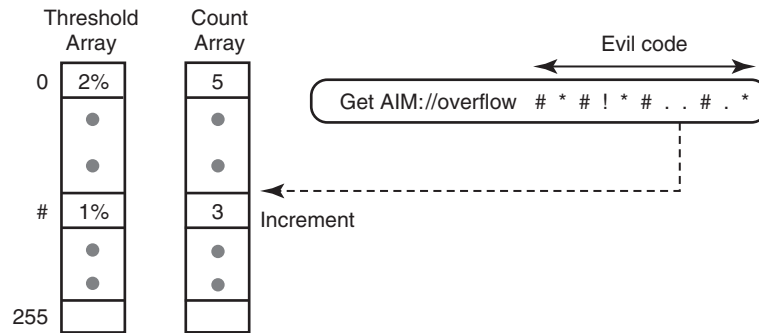 Threshold Array
Count Array
Evil code
0 2% 5
Get AIM://overflow # * # ! * # . . # . *
# 1% 3
Increment
255